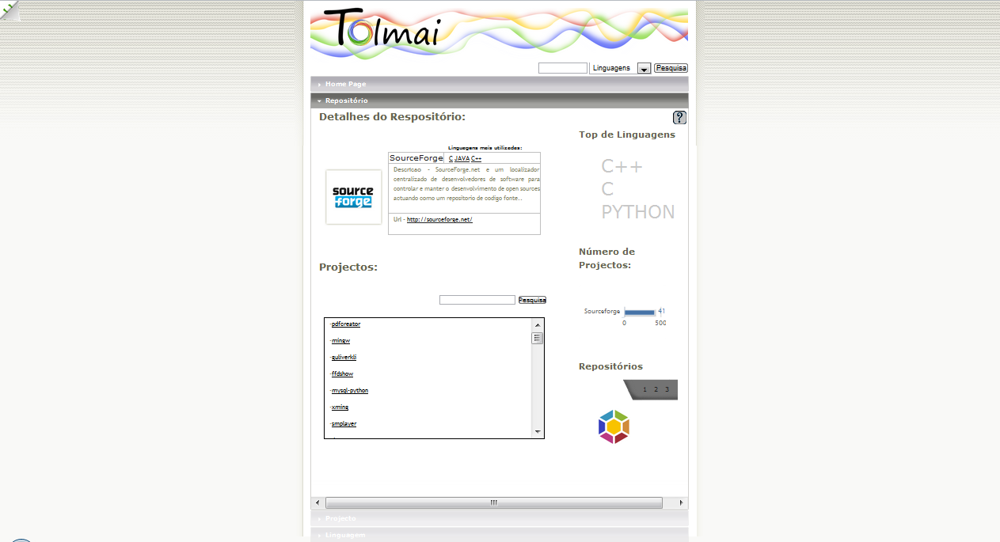 Tolmai
Linguagens
Pesquisa
Home Page
Repositório
Detalhes do Respositório:
?
Linguagens mais utilizadas:
SourceForge
C JAVA C++
Descricao - SourceForge.net e um localizador
centralizado de desenvolvedores de software para
controlar e manter o desenvolvimento de open sources
actuando como um repositorio de codigo fonte..
Url - http://sourceforge.net/
source
forge
Top de Linguagens
C++
C
PYTHON
Número de
Projectos:
Sourceforge
41
0 500
Projectos:
Pesquisa
-pdfcreator
-mingw
-guliverkli
-ffdshow
-mysql-python
-xming
-smplayer
Repositórios
1 2 3
Projecto
Linguagem